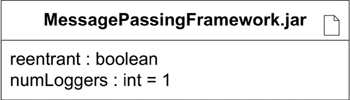 MessagePassingFramework.jar
reentrant : boolean
numLoggers : int = 1